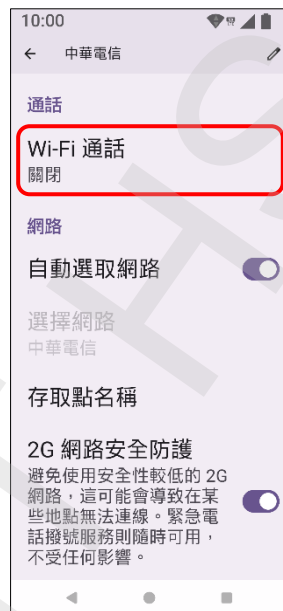 10:00
中華電信
通話
Wi-Fi 通話
關閉
網路
自動選取網路
選擇網路
中華電信
存取點名稱
2G 網路安全防護
避免使用安全性較低的 2G
網路，這可能會導致在某
些地點無法連線。緊急電
話撥號服務則隨時可用，
不受任何影響。